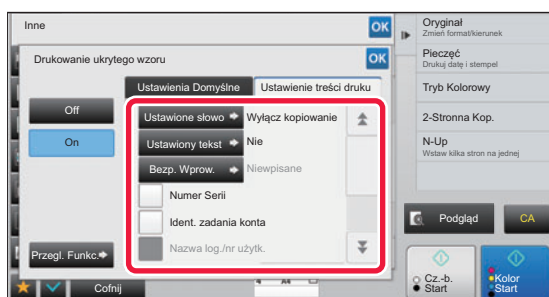 Inne
OK
Drukowanie ukrytego wzoru
OK
Ustawienia Domyślne
Ustawienie treści druku
Off
On
Ustawione słowo
Wyłącz kopiowanie
Ustawiony tekst
Nie
Bezp. Wprow.
Niewpisane
Numer Serii
Ident. zadania konta
Nazwa log./nr użytk.
Przegl. Funkc.
Cofnij
A4
Oryginał
Zmień format/kierunek
Pieczęć
Drukuj datę i stempel
Tryb Kolorowy
2-Stronna Kop.
N-Up
Wstaw kilka stron na jednej
Podgląd
CA
Cz.-b.
Start
Kolor
Start